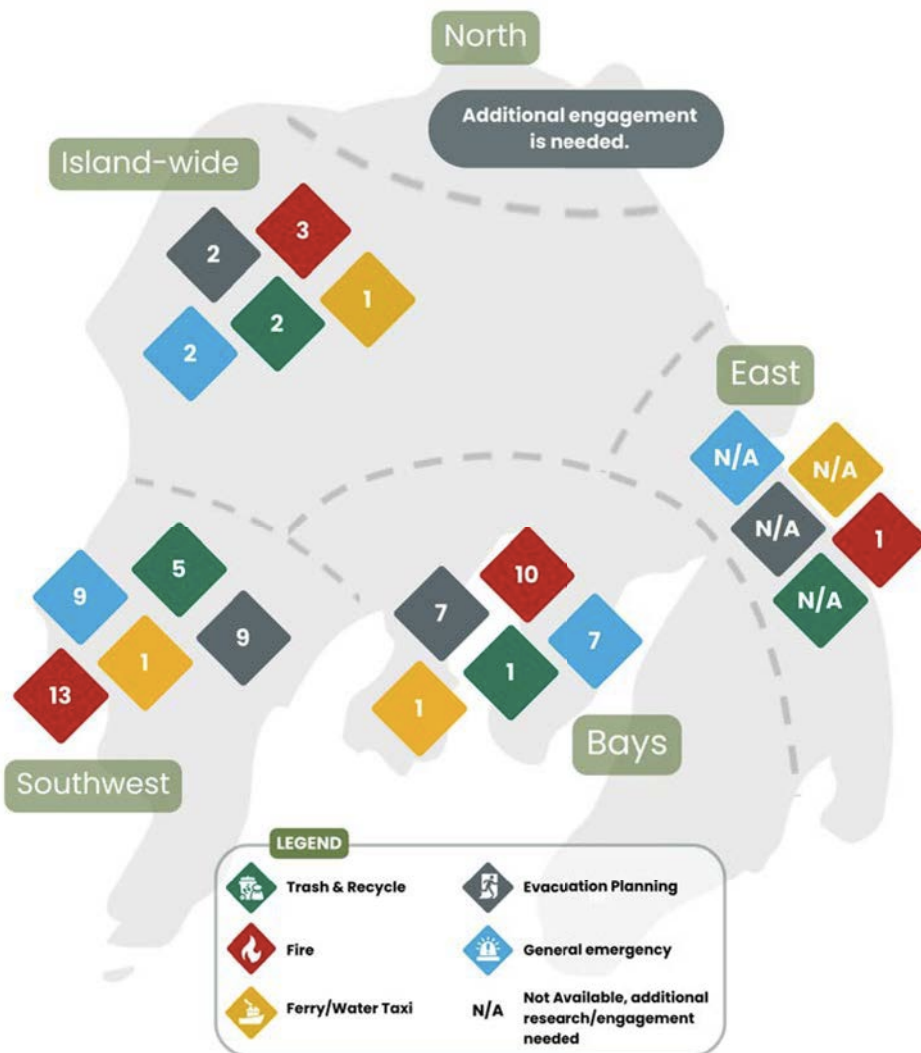 North
Additional engagement
is needed.
Island-wide
3
2
1
2
2
East
N/A
N/A
N/A
1
N/A
5
9
9
1
13
10
7
7
1
1
Bays
Southwest
LEGEND
Trash & Recycle
Evacuation Planning
Fire
General emergency
Ferry/Water Taxi
N/A
Not Available, additional
research/engagement
needed